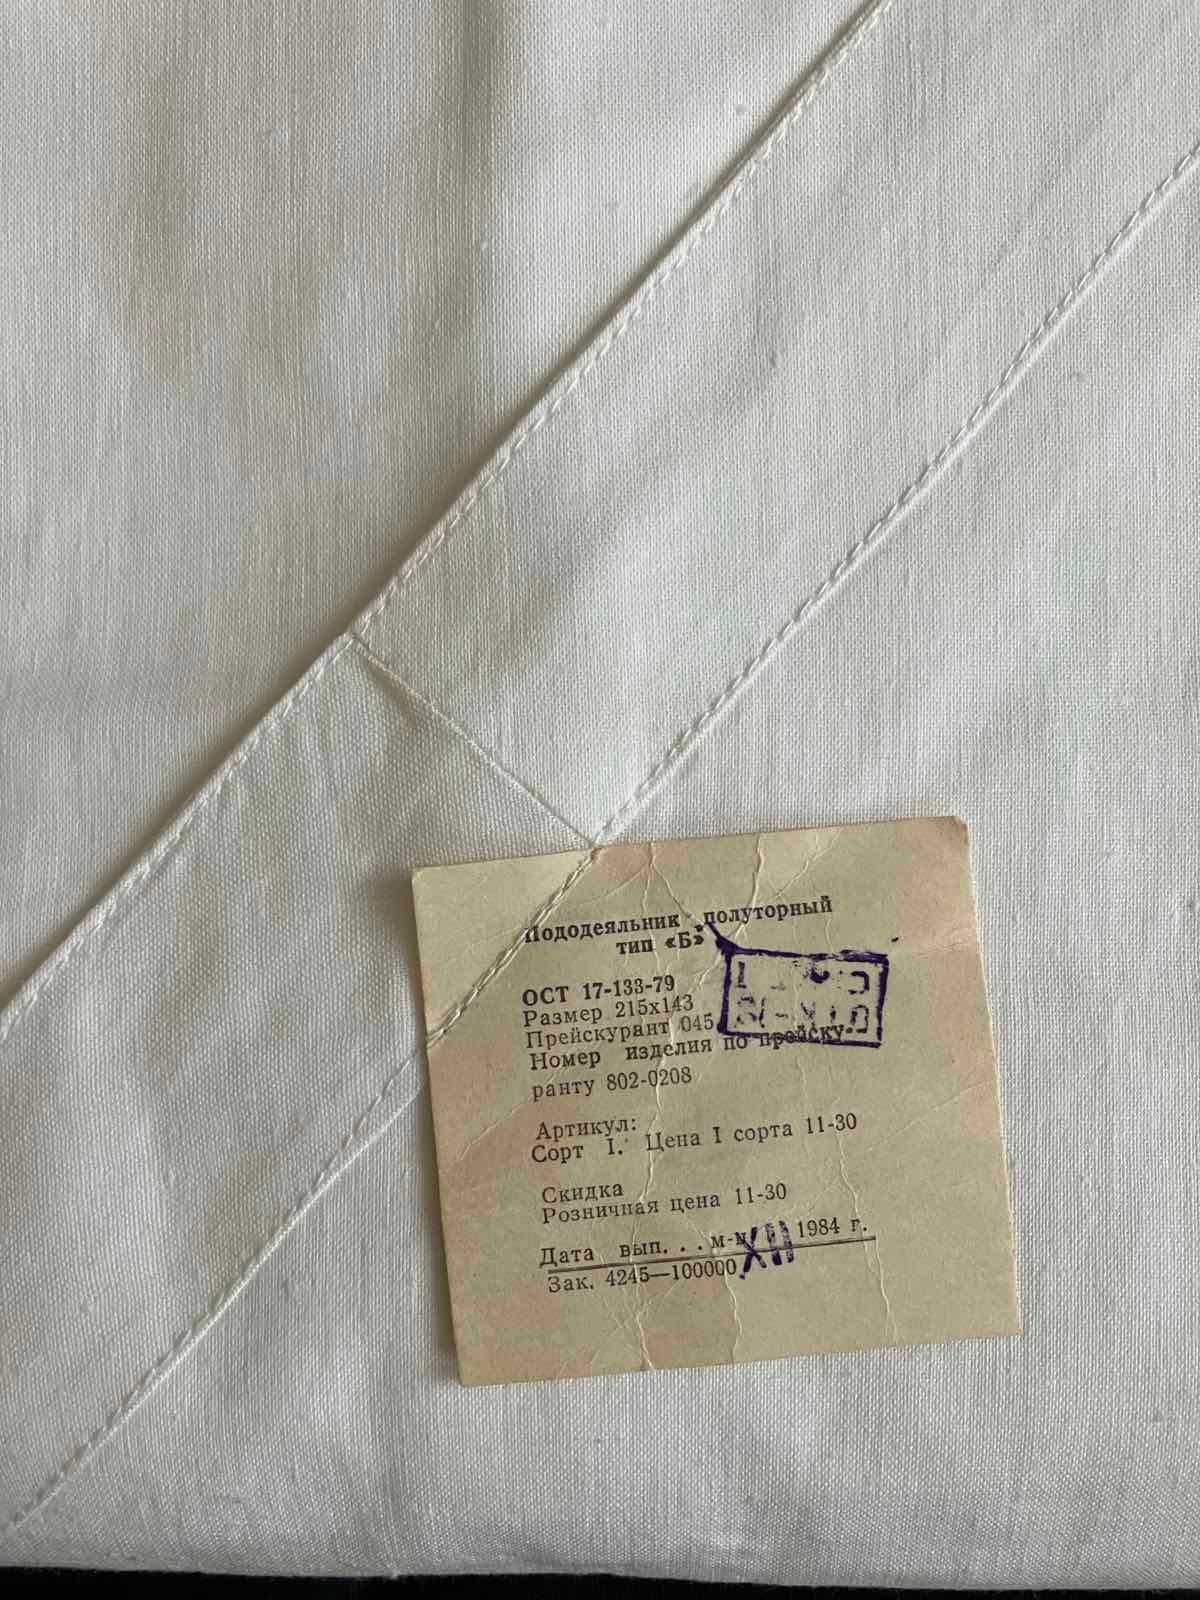 Пододеяльник полуторный
тип «Б»
ОСТ 17-133-79
Размер 215х143
Прейскурант 045
Номер изделия по прейску-
ранту 802-0208
Артикул:
Сорт I. Цена I сорта 11-30
Скидка
Розничная цена 11-30
Дата вып. . . м-ц XII 1984 г.
Зак. 4245—100000